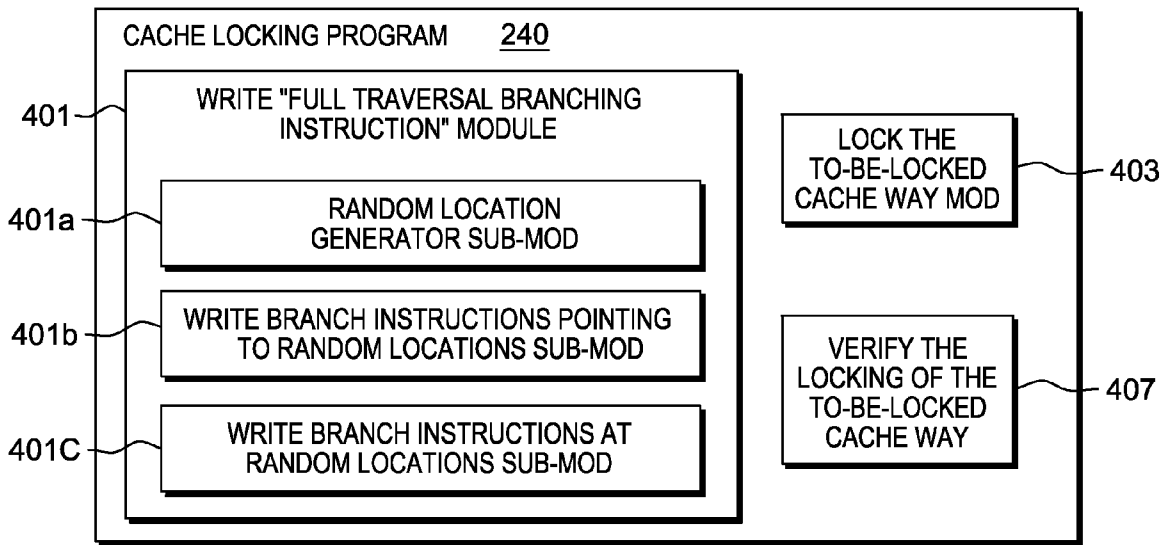 CACHE LOCKING PROGRAM 240
401
WRITE "FULL TRAVERSAL BRANCHING
INSTRUCTION" MODULE
401a
RANDOM LOCATION
GENERATOR SUB-MOD
401b
WRITE BRANCH INSTRUCTIONS POINTING
TO RANDOM LOCATIONS SUB-MOD
401C
WRITE BRANCH INSTRUCTIONS AT
RANDOM LOCATIONS SUB-MOD
LOCK THE
TO-BE-LOCKED
CACHE WAY MOD
403
VERIFY THE
LOCKING OF THE
TO-BE-LOCKED
CACHE WAY
407